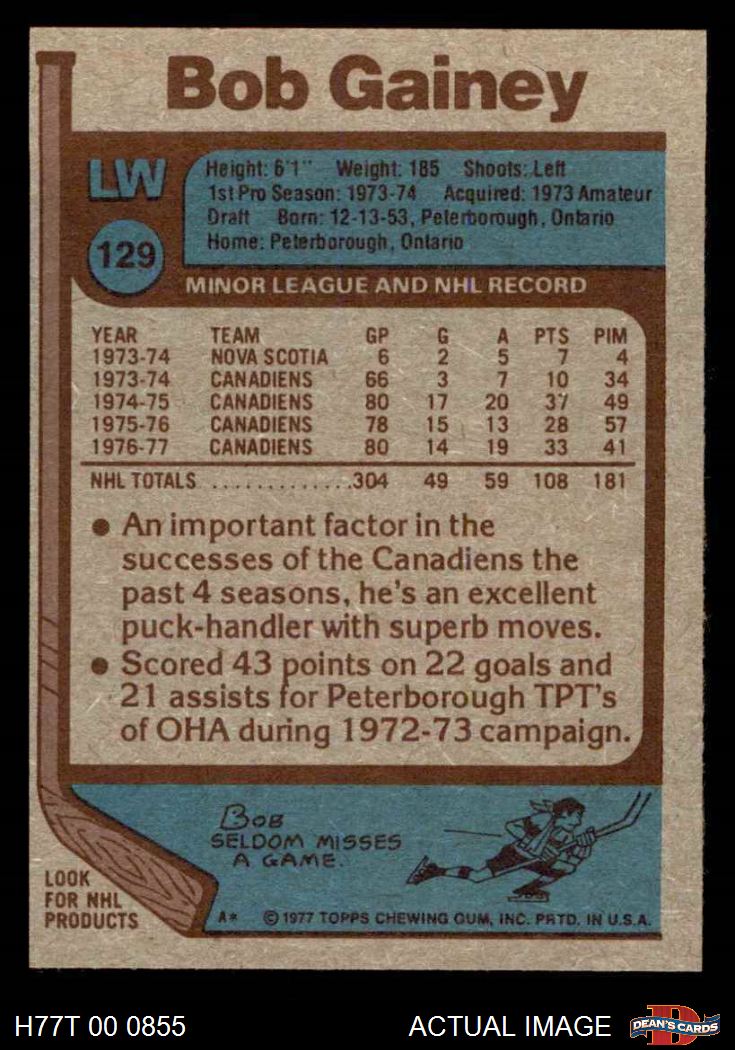 Bob Gainey
LW
129
Height: 6'1" Weight: 185 Shoots: Left
1st Pro Season: 1973-74 Acquired: 1973 Amateur
Draft Born: 12-13-53, Peterborough, Ontario
Home: Peterborough, Ontario
MINOR LEAGUE AND NHL RECORD
YEAR TEAM GP G A PTS PIM
1973-74 NOVA SCOTIA 6 2 5 7 4
1973-74 CANADIENS 66 3 7 10 34
1974-75 CANADIENS 80 17 20 37 49
1975-76 CANADIENS 78 15 13 28 57
1976-77 CANADIENS 80 14 19 33 41
NHL TOTALS ..............304 49 59 108 181
• An important factor in the
successes of the Canadiens the
past 4 seasons, he's an excellent
puck-handler with superb moves.
• Scored 43 points on 22 goals and
21 assists for Peterborough TPT's
of OHA during 1972-73 campaign.
BOB
SELDOM MISSES
A GAME.
LOOK
FOR NHL
PRODUCTS
A* © 1977 TOPPS CHEWING GUM, INC. PRTD. IN U.S.A.
H77T 00 0855 ACTUAL IMAGE
D
DEAN'S CARDS